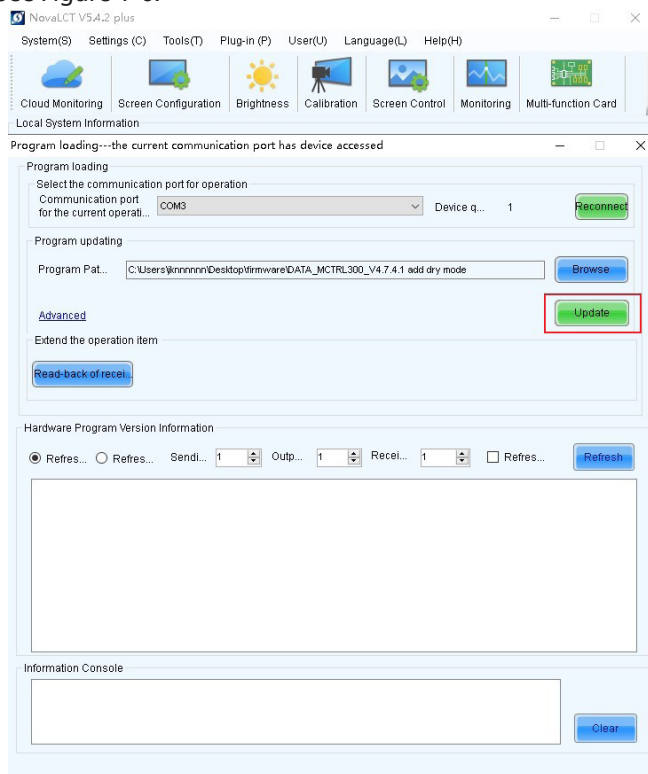 NovaLCT V5.4.2 plus
System(S) Settings (C) Tools(T) Plug-in (P) User(U) Language(L) Help(H)
Cloud Monitoring Screen Configuration Brightness Calibration Screen Control Monitoring Multi-function Card
Local System Information
Program loading---the current communication port has device accessed
Program loading
Select the communication port for operation
Communication port
for the current operati...
COM3
Device q... 1
Reconnect
Program updating
Program Pat... C:\Users\jknnnnnn\Desktop\firmware\DATA_MCTRL300_V4.7.4.1 add dry mode Browse
Advanced
Update
Extend the operation item
Read-back of recei...
Hardware Program Version Information
Refres... Refres... Sendi... 1 Outp... 1 Recei... 1 Refres... Refresh
Information Console
Clear